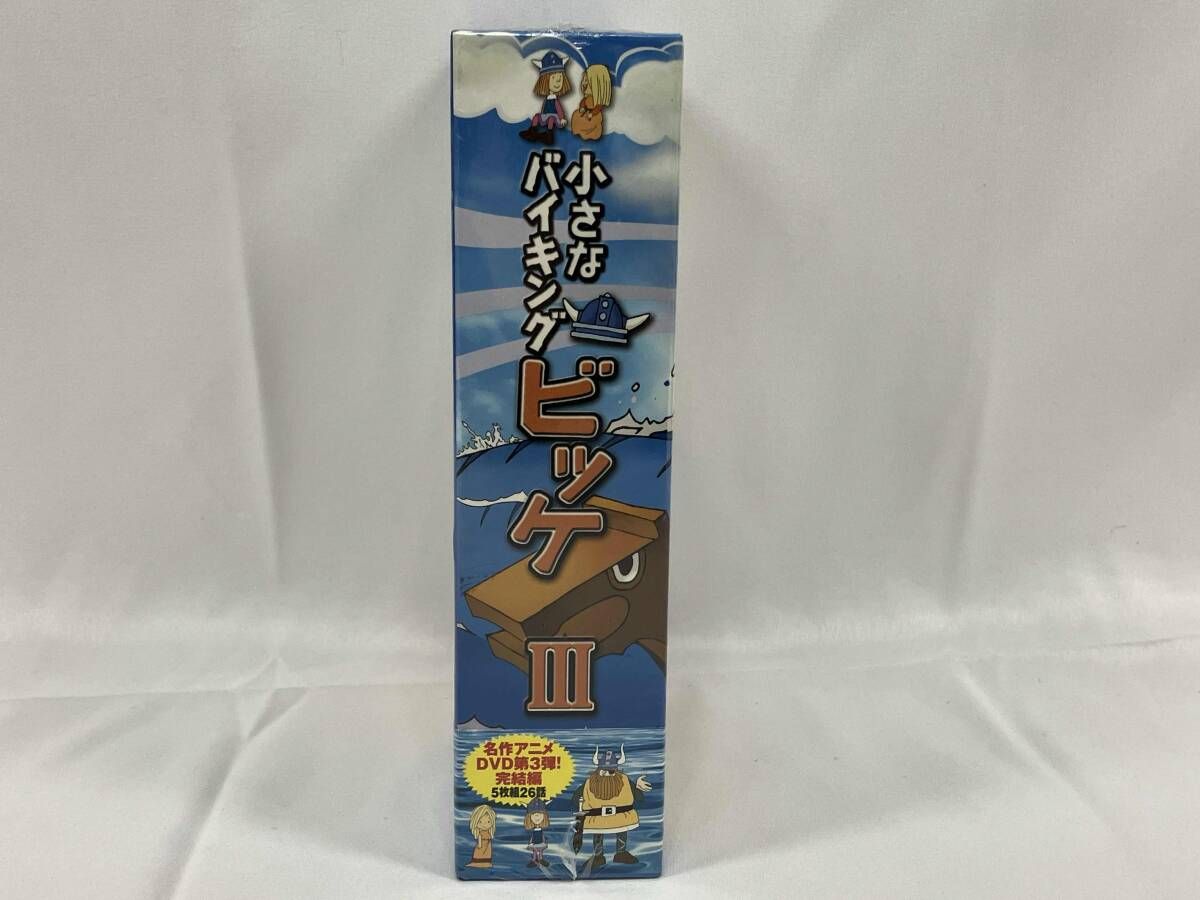 小さな
バイキング
ビッケ
III
名作アニメ
DVD第3弾!
完結編
5枚組26話